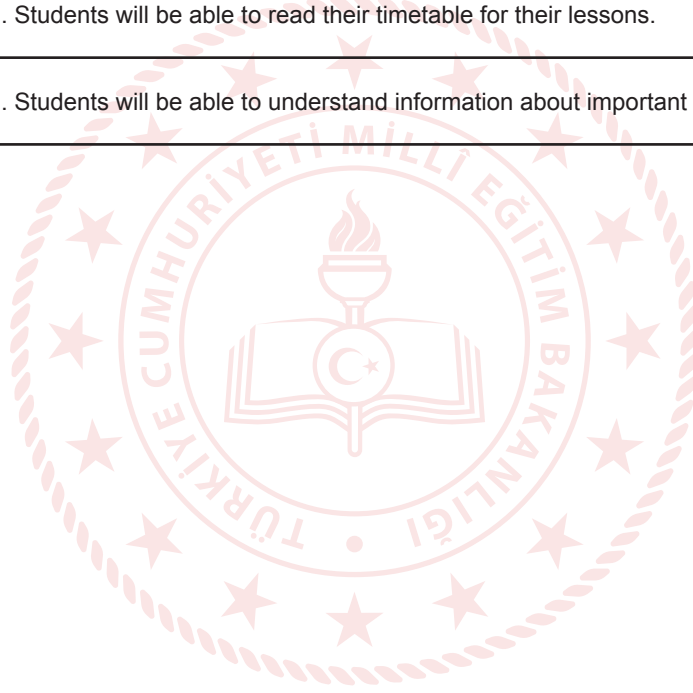 . Students will be able to read their timetable for their lessons.
. Students will be able to understand information about important
TÜRKİYE CUMHURİYETİ MİLLÎ EĞİTİM BAKANLIĞI